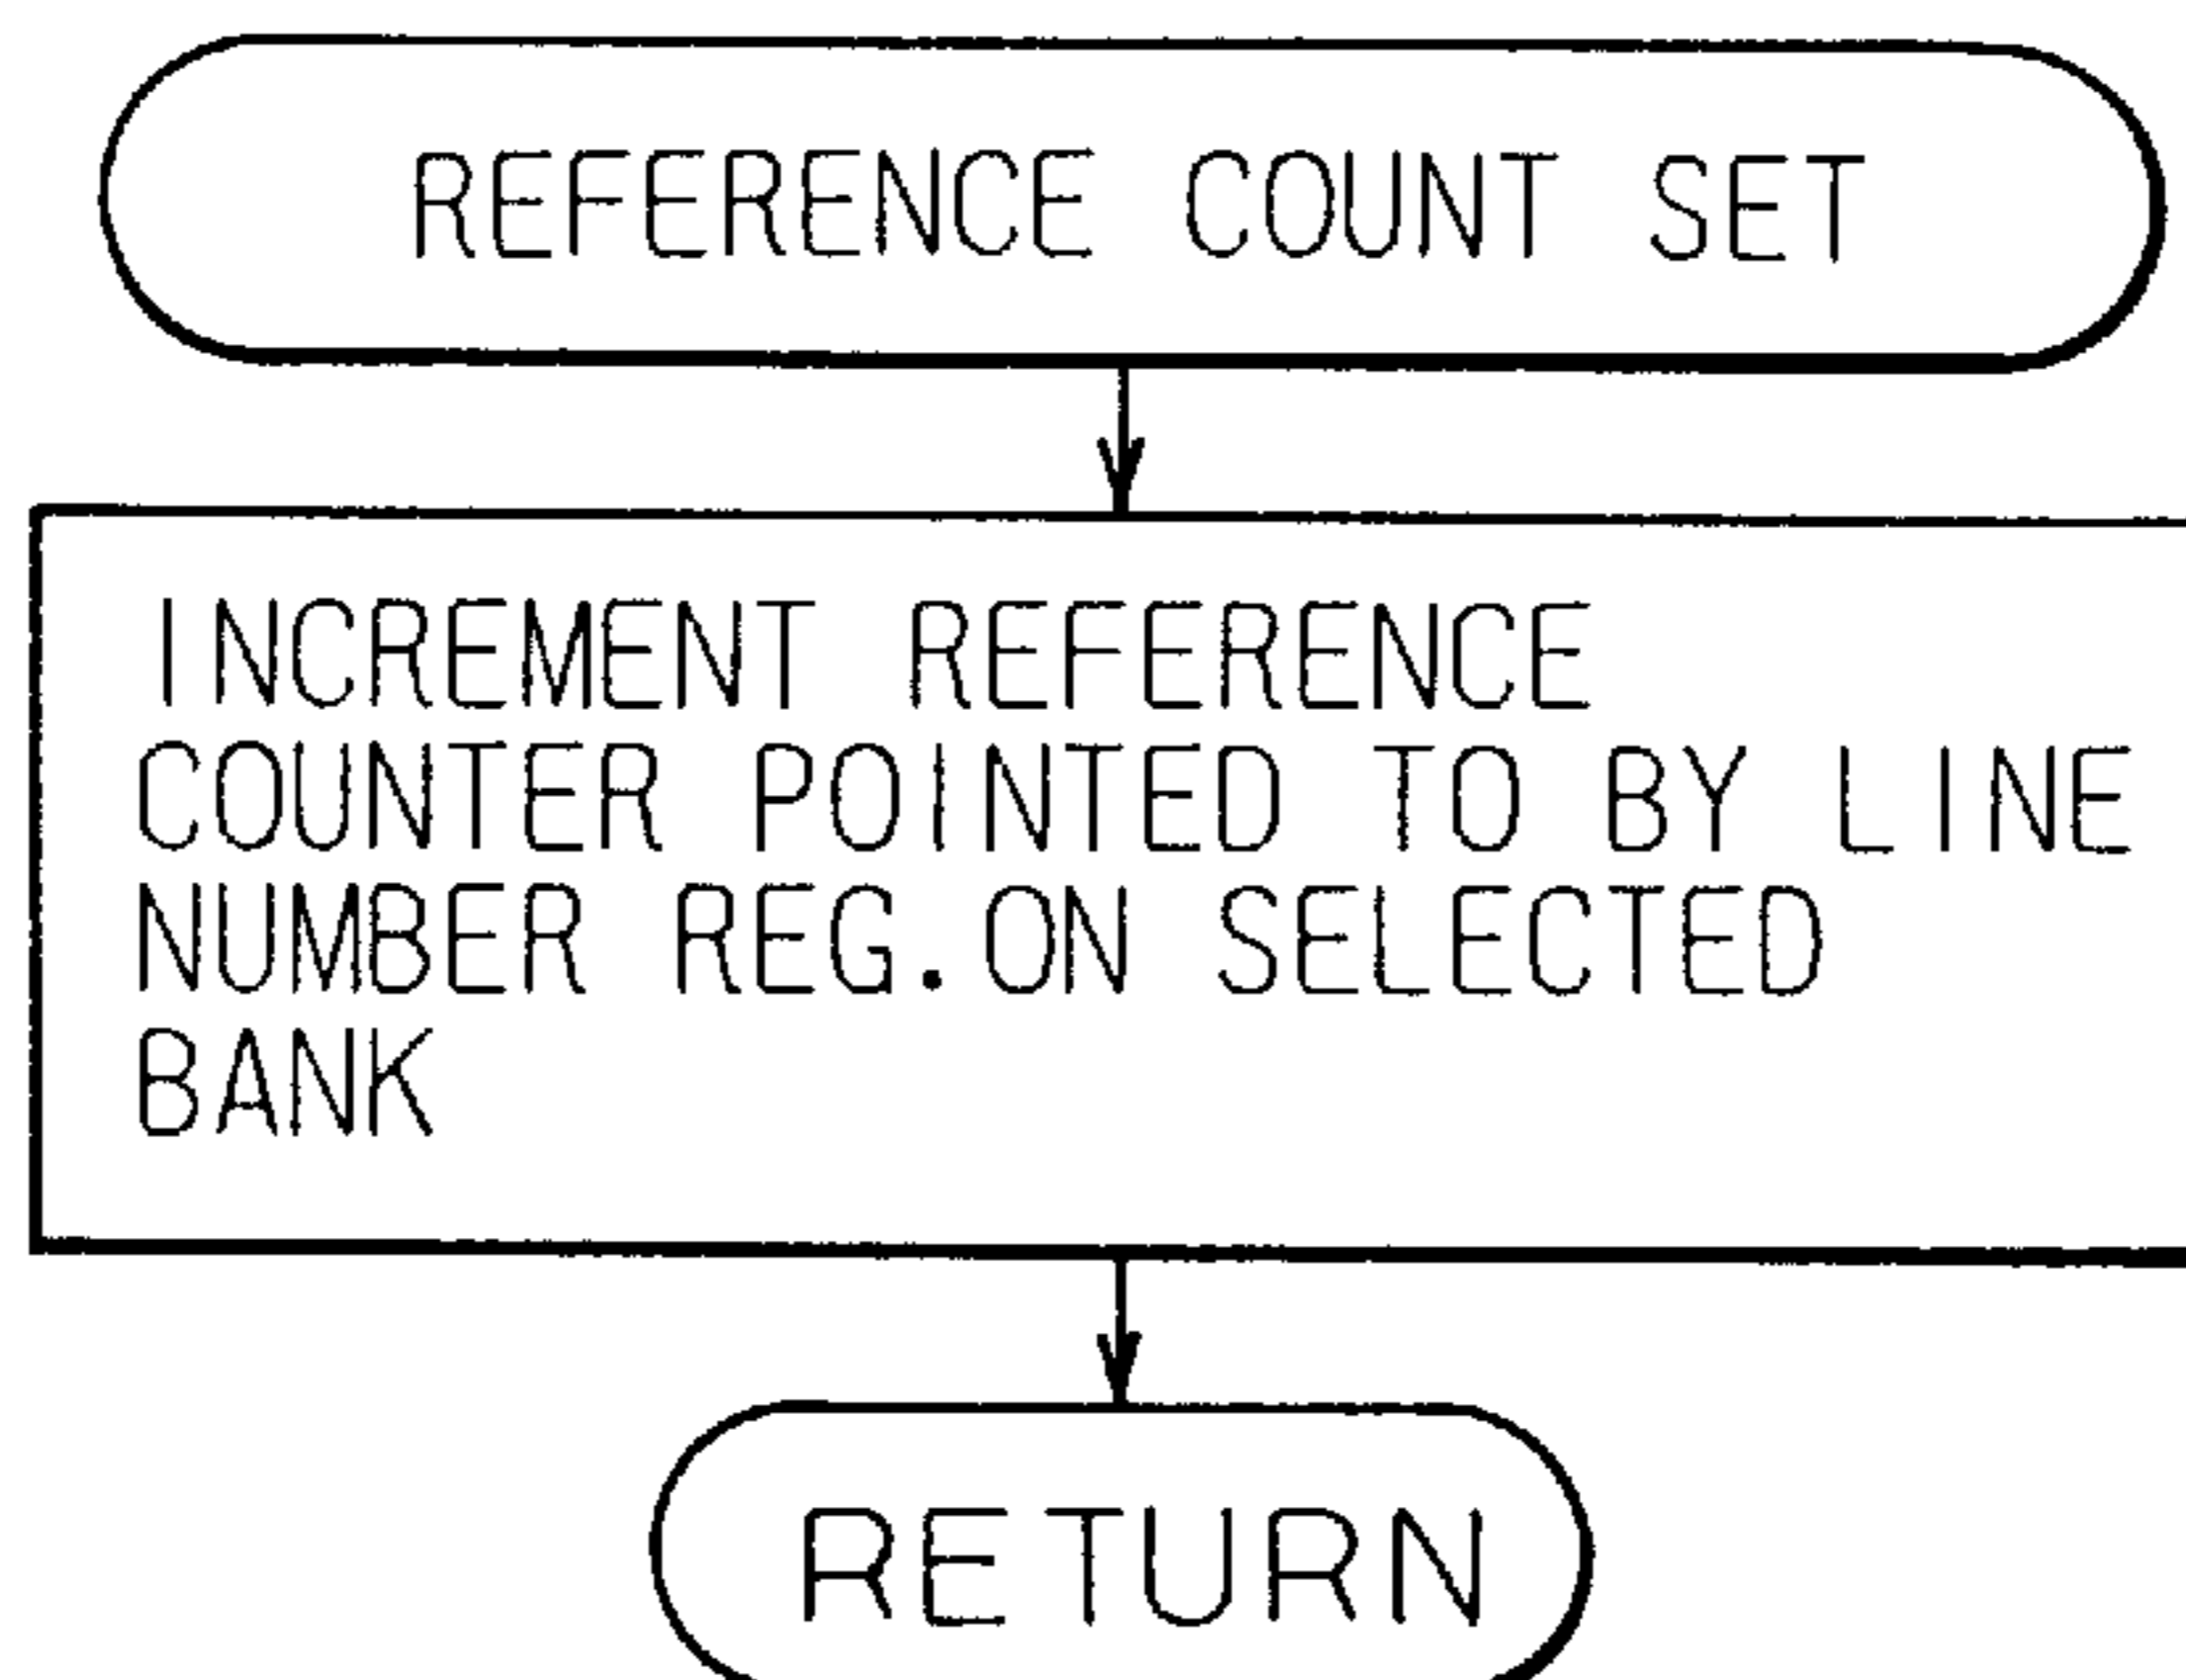 REFERENCE COUNT SET
INCREMENT REFERENCE
COUNTER POINTED TO BY LINE
NUMBER REG.ON SELECTED
BANK
RETURN